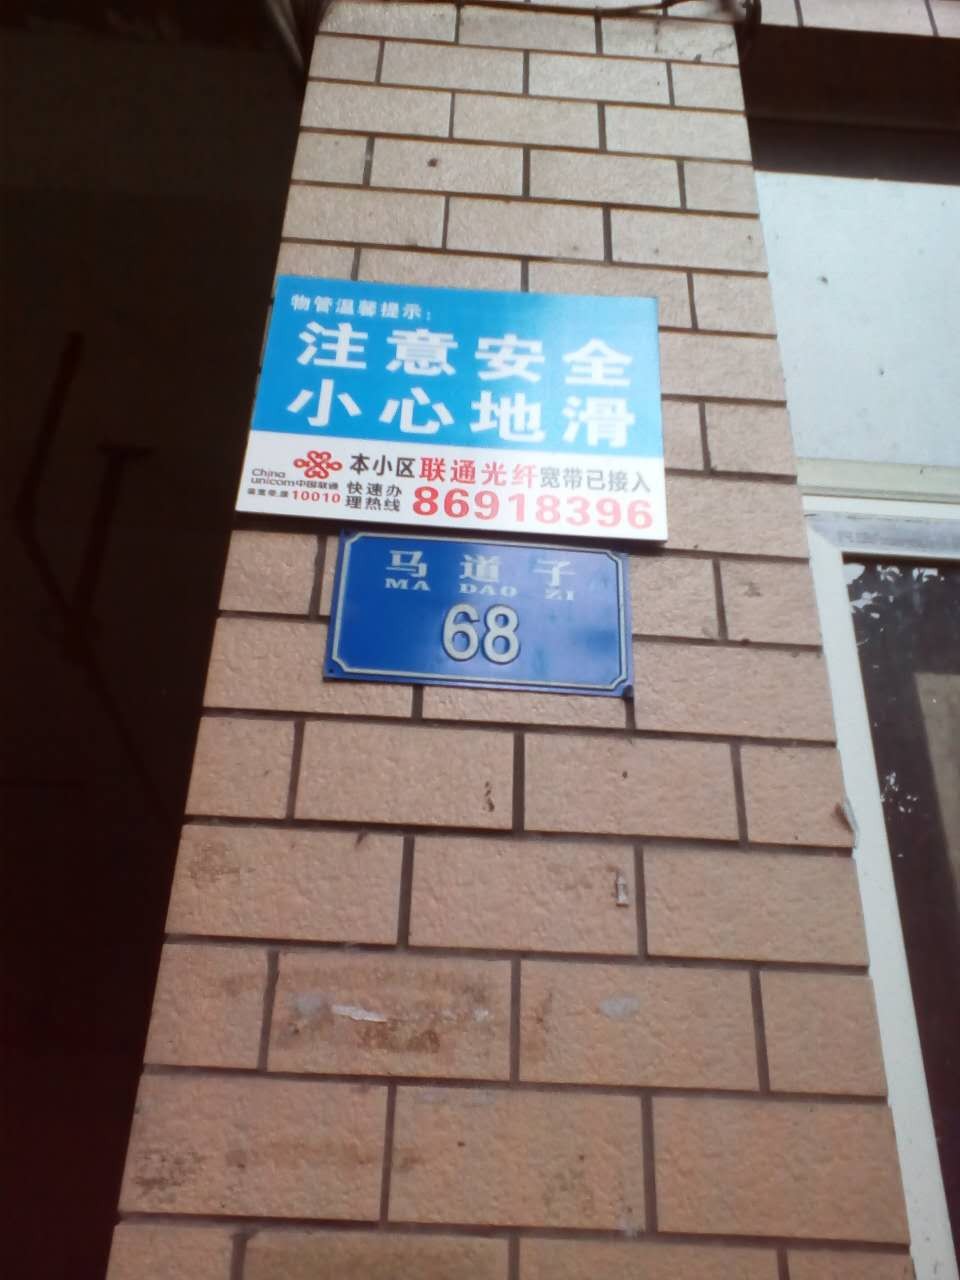 物管温馨提示：
注意安全
小心地滑
China
unicom中国联通
本小区联通光纤宽带已接入
10010
快速办
理热线
86918396
马道子
MA DAO ZI
68